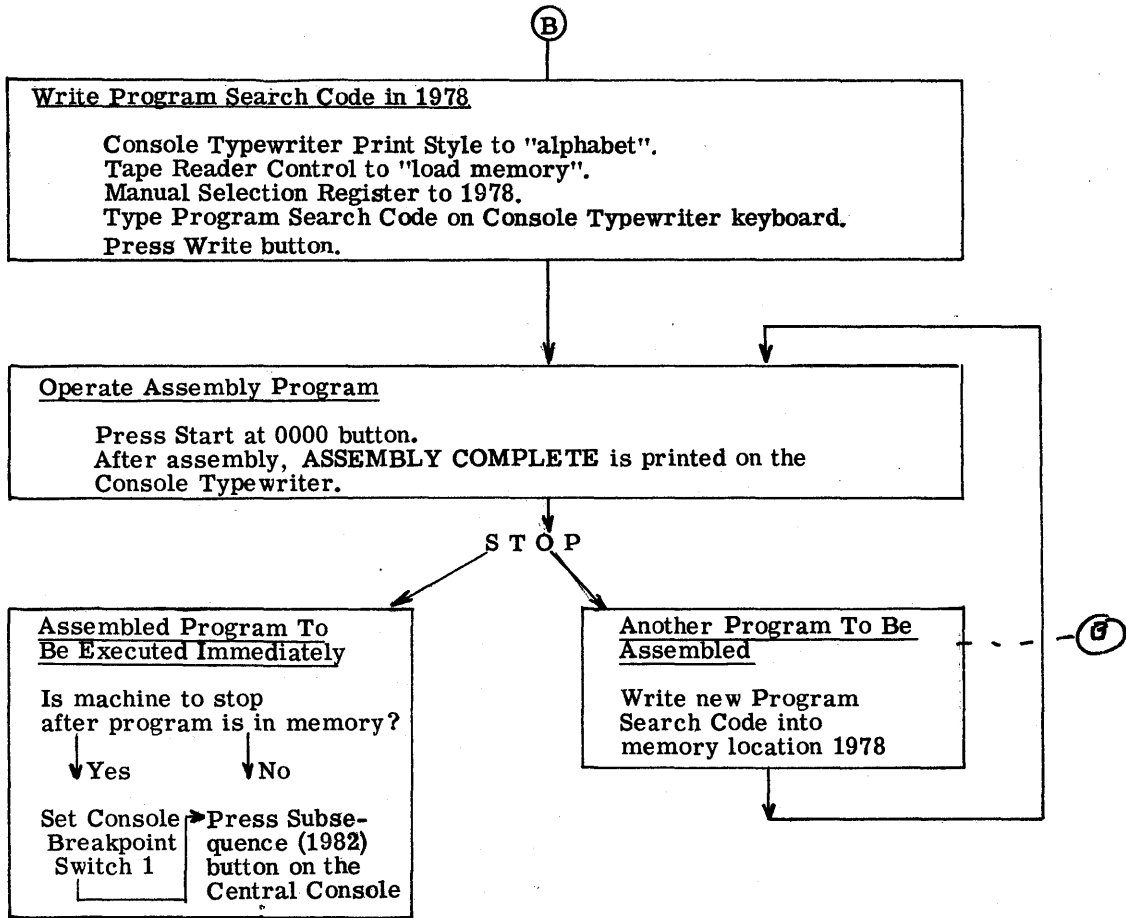 B
Write Program Search Code in 1978
Console Typewriter Print Style to "alphabet".
Tape Reader Control to "load memory".
Manual Selection Register to 1978.
Type Program Search Code on Console Typewriter keyboard.
Press Write button.
Operate Assembly Program
Press Start at 0000 button.
After assembly, ASSEMBLY COMPLETE is printed on the
Console Typewriter.
S T O P
Assembled Program To
Be Executed Immediately
Is machine to stop
after program is in memory?
Yes
No
Set Console
Breakpoint
Switch 1
Press Subse-
quence (1982)
button on the
Central Console
Another Program To Be
Assembled
Write new Program
Search Code into
memory location 1978